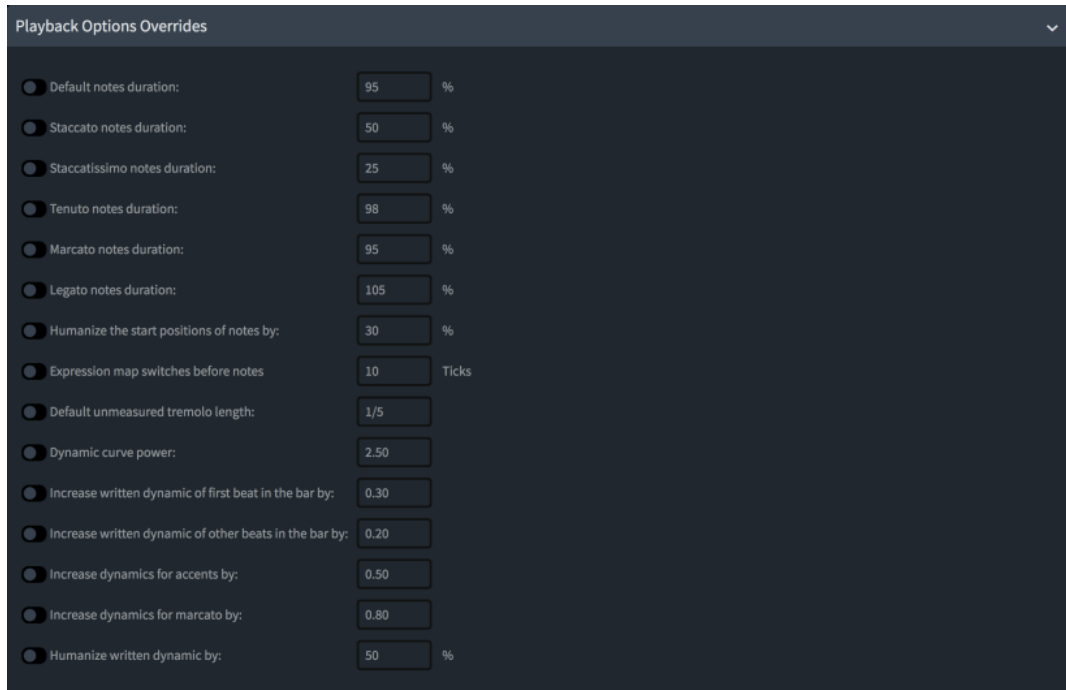 Playback Options Overrides
Default notes duration: 95 %
Staccato notes duration: 50 %
Staccatissimo notes duration: 25 %
Tenuto notes duration: 98 %
Marcato notes duration: 95 %
Legato notes duration: 105 %
Humanize the start positions of notes by: 30 %
Expression map switches before notes 10 Ticks
Default unmeasured tremolo length: 1/5
Dynamic curve power: 2.50
Increase written dynamic of first beat in the bar by: 0.30
Increase written dynamic of other beats in the bar by: 0.20
Increase dynamics for accents by: 0.50
Increase dynamics for marcato by: 0.80
Humanize written dynamic by: 50 %